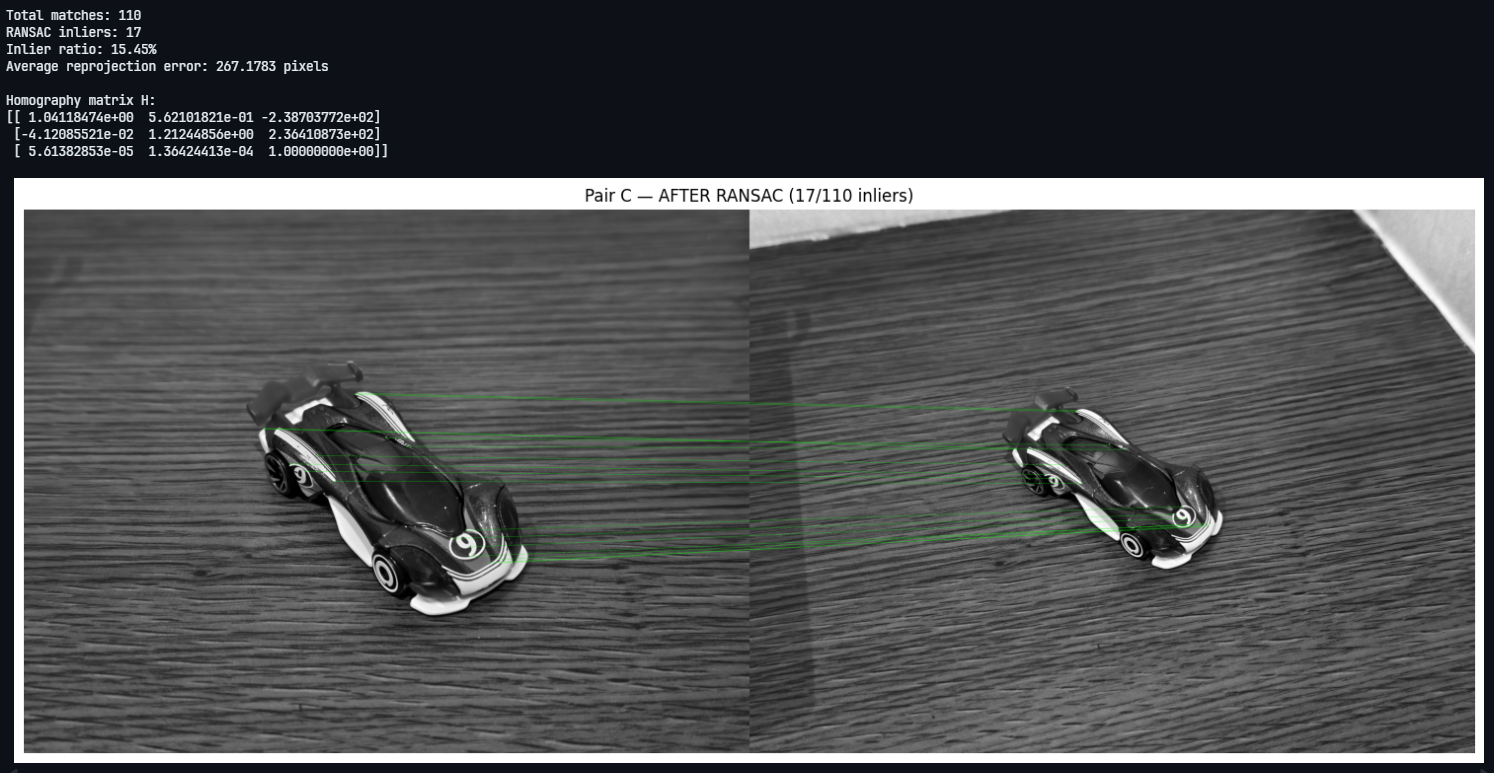 Total matches: 110
RANSAC inliers: 17
Inlier ratio: 15.45%
Average reprojection error: 267.1783 pixels
Homography matrix H:
[[ 1.04118474e+00  5.62101821e-01 -2.38703772e+02]
 [-4.12085521e-02  1.21244856e+00  2.36410873e+02]
 [ 5.61382853e-05  1.36424413e-04  1.00000000e+00]]
Pair C — AFTER RANSAC (17/110 inliers)
9
9
9
9